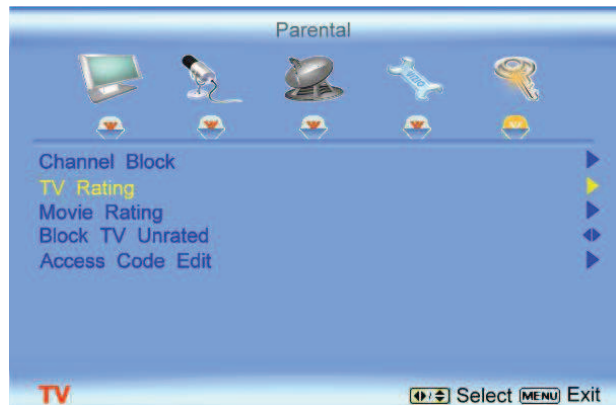 Parental
Channel Block
TV Rating
Movie Rating
Block TV Unrated
Access Code Edit
TV Select MENU Exit